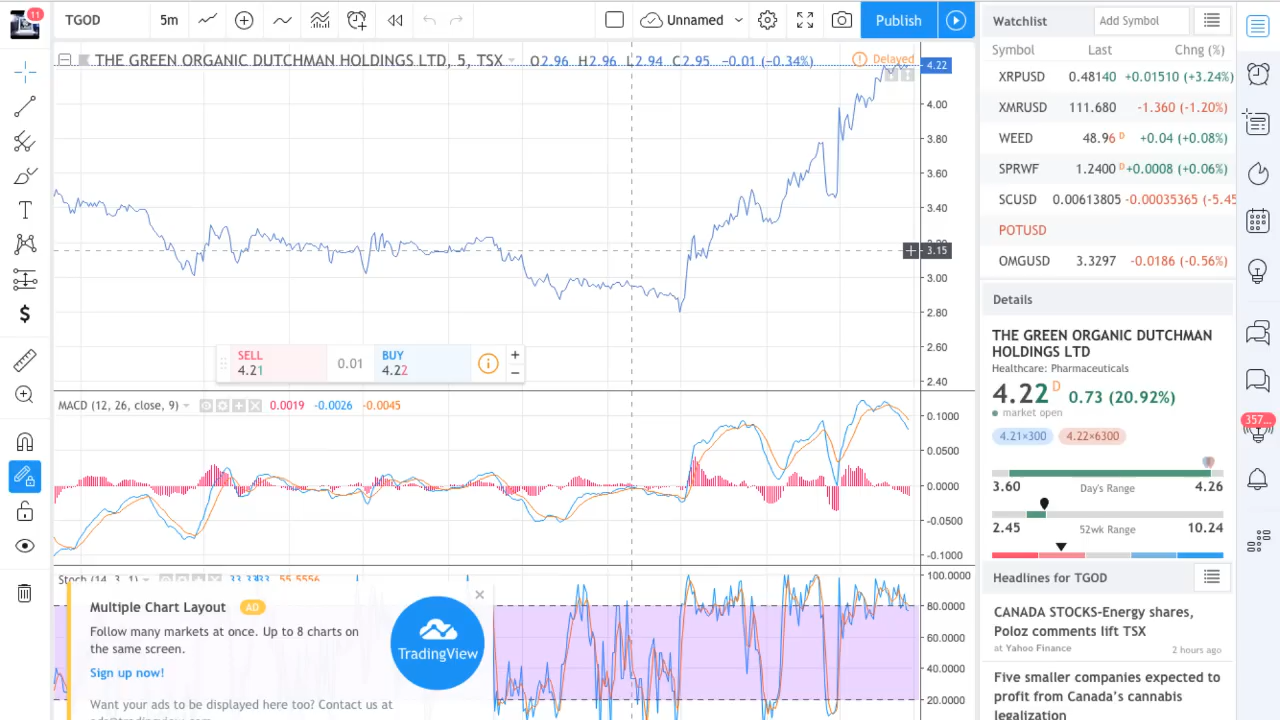 11
TGOD
5m
Unnamed
Publish
THE GREEN ORGANIC DUTCHMAN HOLDINGS LTD, 5, TSX
O2.96 H2.96 L2.94 C2.95 −0.01 (−0.34%)
Delayed
4.22
4.00
3.80
3.60
3.40
3.15
3.00
2.80
2.60
2.40
SELL
4.21
0.01
BUY
4.22
MACD (12, 26, close, 9) 0.0019 -0.0026 -0.0045
0.1000
0.0500
0.0000
-0.0500
-0.1000
Stoch (14, 3, 1) 33.3333 55.5556
100.0000
80.0000
60.0000
40.0000
20.0000
Multiple Chart Layout AD
Follow many markets at once. Up to 8 charts on
the same screen.
Sign up now!
Want your ads to be displayed here too? Contact us at
TradingView
Watchlist
Add Symbol
Symbol Last Chng (%)
XRPUSD 0.48140 +0.01510 (+3.24%)
XMRUSD 111.680 -1.360 (-1.20%)
WEED 48.96 D +0.04 (+0.08%)
SPRWF 1.2400 D +0.0008 (+0.06%)
SCUSD 0.00613805 -0.00035365 (-5.45
POTUSD
OMGUSD 3.3297 -0.0186 (-0.56%)
Details
THE GREEN ORGANIC DUTCHMAN
HOLDINGS LTD
Healthcare: Pharmaceuticals
4.22 D 0.73 (20.92%)
market open
4.21×300 4.22×6300
3.60 Day's Range 4.26
2.45 52wk Range 10.24
Headlines for TGOD
CANADA STOCKS-Energy shares,
Poloz comments lift TSX
at Yahoo Finance 2 hours ago
Five smaller companies expected to
profit from Canada's cannabis
legalization
357...